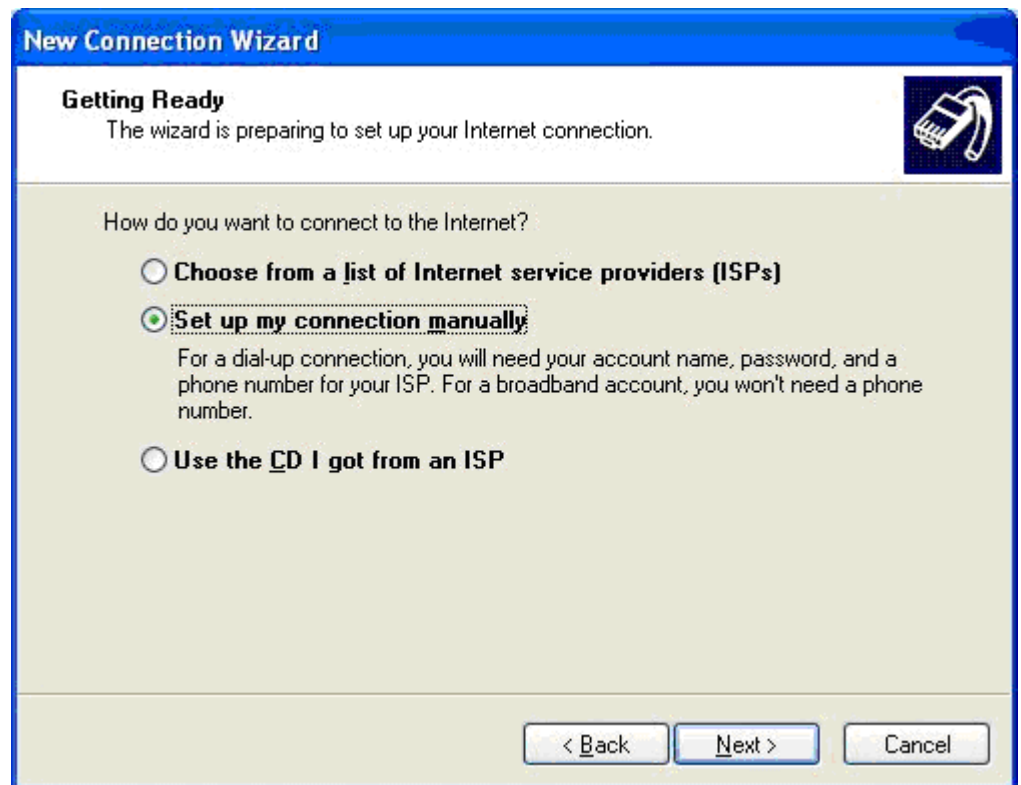 New Connection Wizard
Getting Ready
The wizard is preparing to set up your Internet connection.
How do you want to connect to the Internet?
Choose from a list of Internet service providers (ISPs)
Set up my connection manually
For a dial-up connection, you will need your account name, password, and a
phone number for your ISP. For a broadband account, you won't need a phone
number.
Use the CD I got from an ISP
< Back Next > Cancel